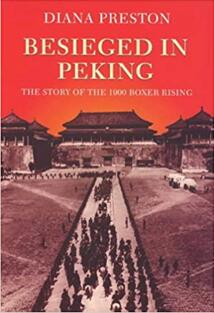 DIANA PRESTON
BESIEGED IN
PEKING
THE STORY OF THE 1900 BOXER RISING